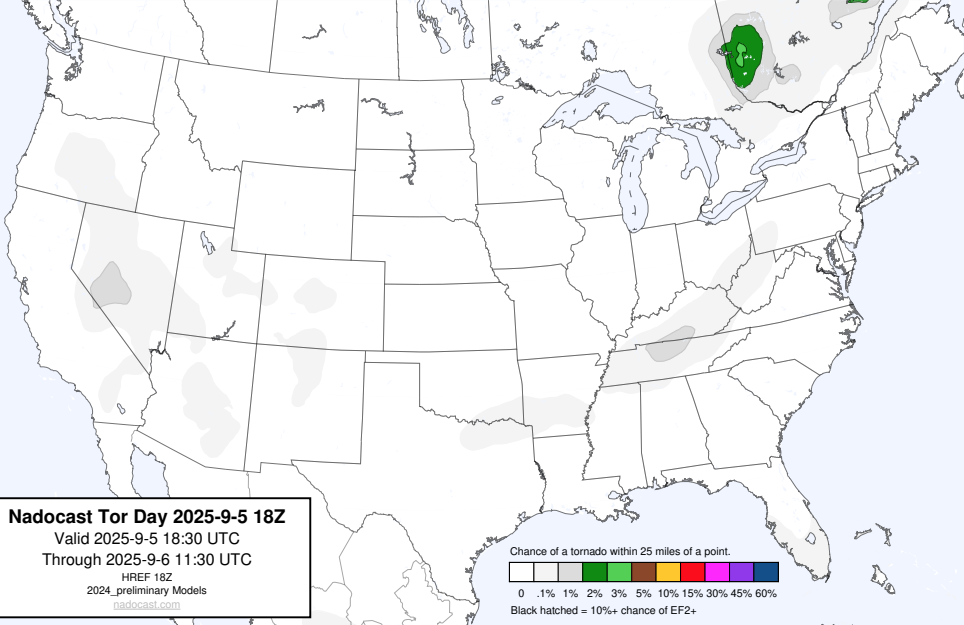 Nadocast Tor Day 2025-9-5 18Z
Valid 2025-9-5 18:30 UTC
Through 2025-9-6 11:30 UTC
HREF 18Z
2024_preliminary Models
nadocast.com
Chance of a tornado within 25 miles of a point.
0 .1% 1% 2% 3% 5% 10% 15% 30% 45% 60%
Black hatched = 10%+ chance of EF2+